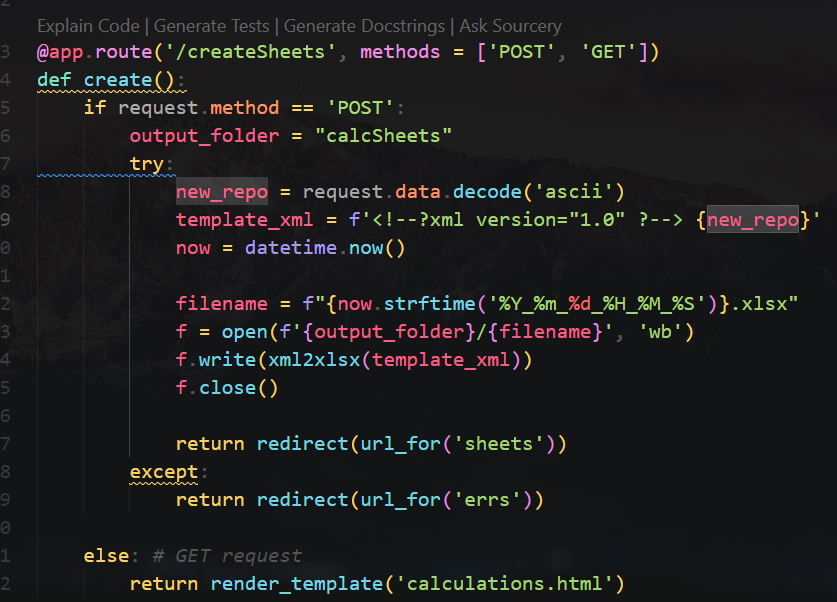 2
Explain Code | Generate Tests | Generate Docstrings | Ask Sourcery
3 @app.route('/createSheets', methods = ['POST', 'GET'])
4 def create():
5     if request.method == 'POST':
6         output_folder = "calcSheets"
7         try:
8             new_repo = request.data.decode('ascii')
9             template_xml = f'<!--?xml version="1.0" ?--> {new_repo}'
0             now = datetime.now()
1
2             filename = f"{now.strftime('%Y_%m_%d_%H_%M_%S')}.xlsx"
3             f = open(f'{output_folder}/{filename}', 'wb')
4             f.write(xml2xlsx(template_xml))
5             f.close()
6
7             return redirect(url_for('sheets'))
8         except:
9             return redirect(url_for('errs'))
0
1     else: # GET request
2         return render_template('calculations.html')